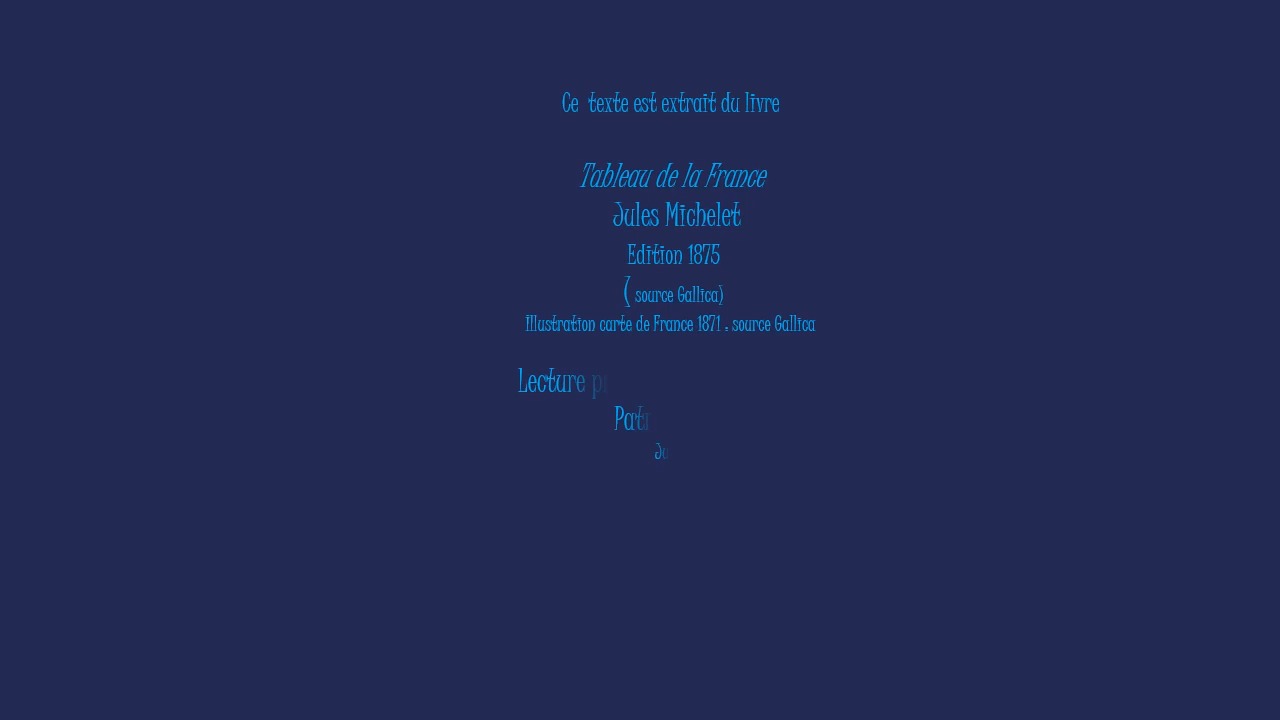 Ce texte est extrait du livre
Tableau de la France
Jules Michelet
Edition 1875
( source Gallica)
Illustration carte de France 1871 : source Gallica
Lecture